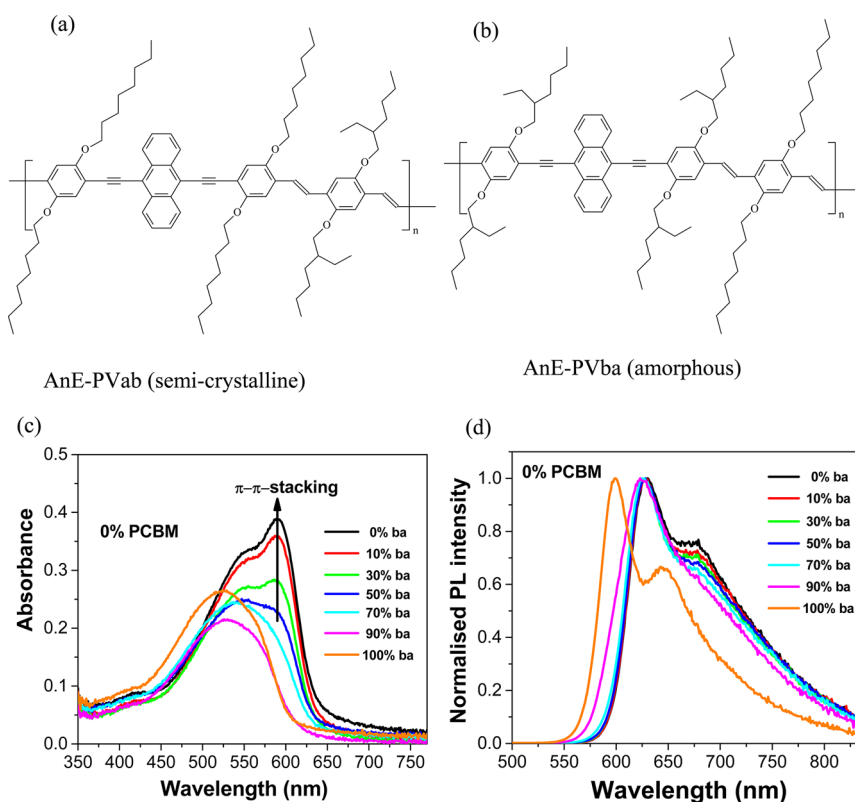 (a)
(b)
O
O
O
O
O
O
n
O
O
O
O
O
O
n
AnE-PVab (semi-crystalline)
AnE-PVba (amorphous)
(c)
0.5
0.4
0.3
0.2
0.1
0.0
Absorbance
0% PCBM
π-π-stacking
0% ba
10% ba
30% ba
50% ba
70% ba
90% ba
100% ba
350 400 450 500 550 600 650 700 750
Wavelength (nm)
(d)
1.0
0.8
0.6
0.4
0.2
0.0
Normalised PL intensity
0% PCBM
0% ba
10% ba
30% ba
50% ba
70% ba
90% ba
100% ba
500 550 600 650 700 750 800
Wavelength (nm)